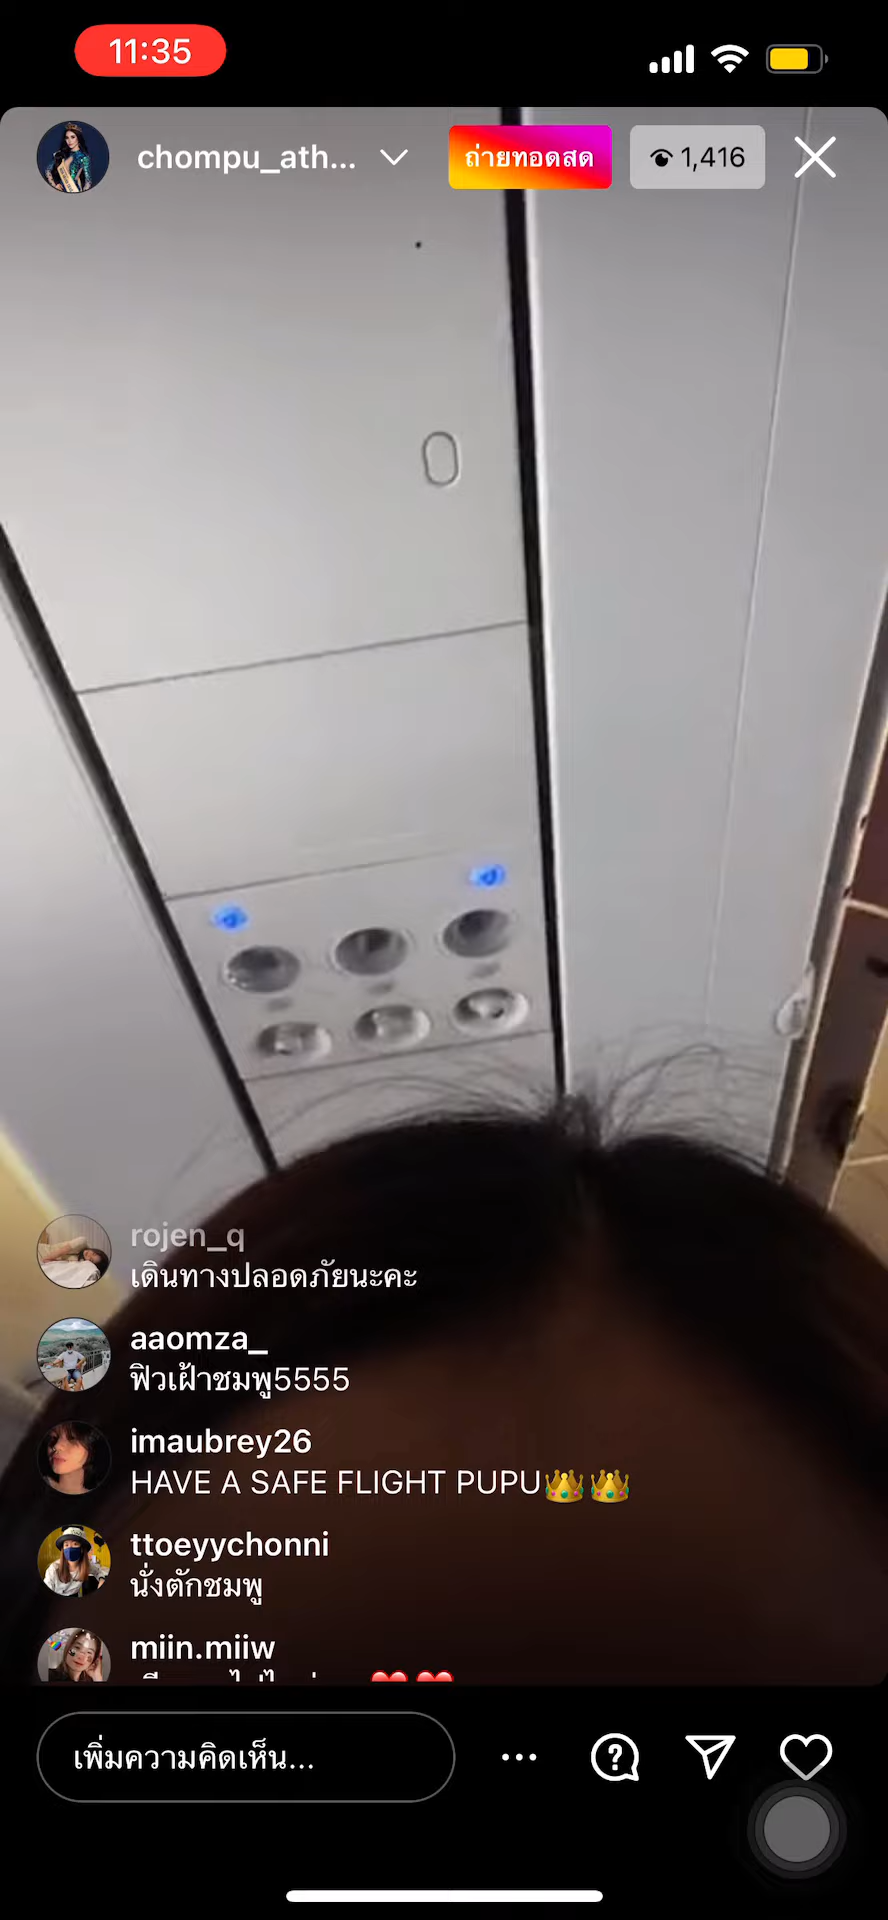 11:35
chompu_ath...
ถ่ายทอดสด
1,416
rojen_q
เดินทางปลอดภัยนะคะ
aaomza_
ฟิวเฝ้าชมพู5555
imaubrey26
HAVE A SAFE FLIGHT PUPU👑👑
ttoeyychonni
นั่งตักชมพู
miin.miiw
เพิ่มความคิดเห็น...